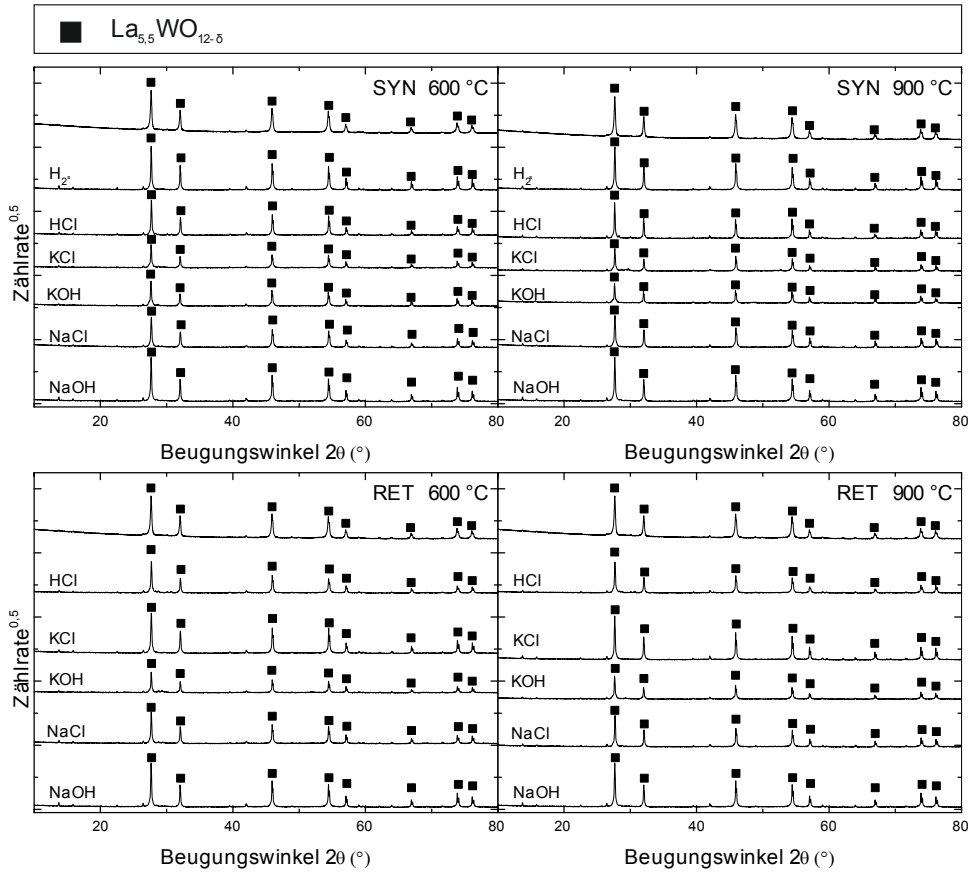 La5,5WO12-δ
SYN 600 °C
H2S
HCl
KCl
KOH
NaCl
NaOH
Zählrate0,5
20 40 60 80
Beugungswinkel 2θ (°)
SYN 900 °C
HCl
KCl
KOH
NaCl
NaOH
20 40 60 80
Beugungswinkel 2θ (°)
RET 600 °C
HCl
KCl
KOH
NaCl
NaOH
Zählrate0,5
20 40 60 80
Beugungswinkel 2θ (°)
RET 900 °C
HCl
KCl
KOH
NaCl
NaOH
20 40 60 80
Beugungswinkel 2θ (°)